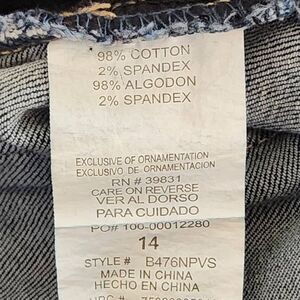 98% COTTON
2% SPANDEX
98% ALGODON
2% SPANDEX
EXCLUSIVE OF ORNAMENTATION
EXCLUSIVO DE ORNAMENTACION
RN # 39831
CARE ON REVERSE
VER AL DORSO
PARA CUIDADO
PO# 100-00012280
14
STYLE # B476NPVS
MADE IN CHINA
HECHO EN CHINA